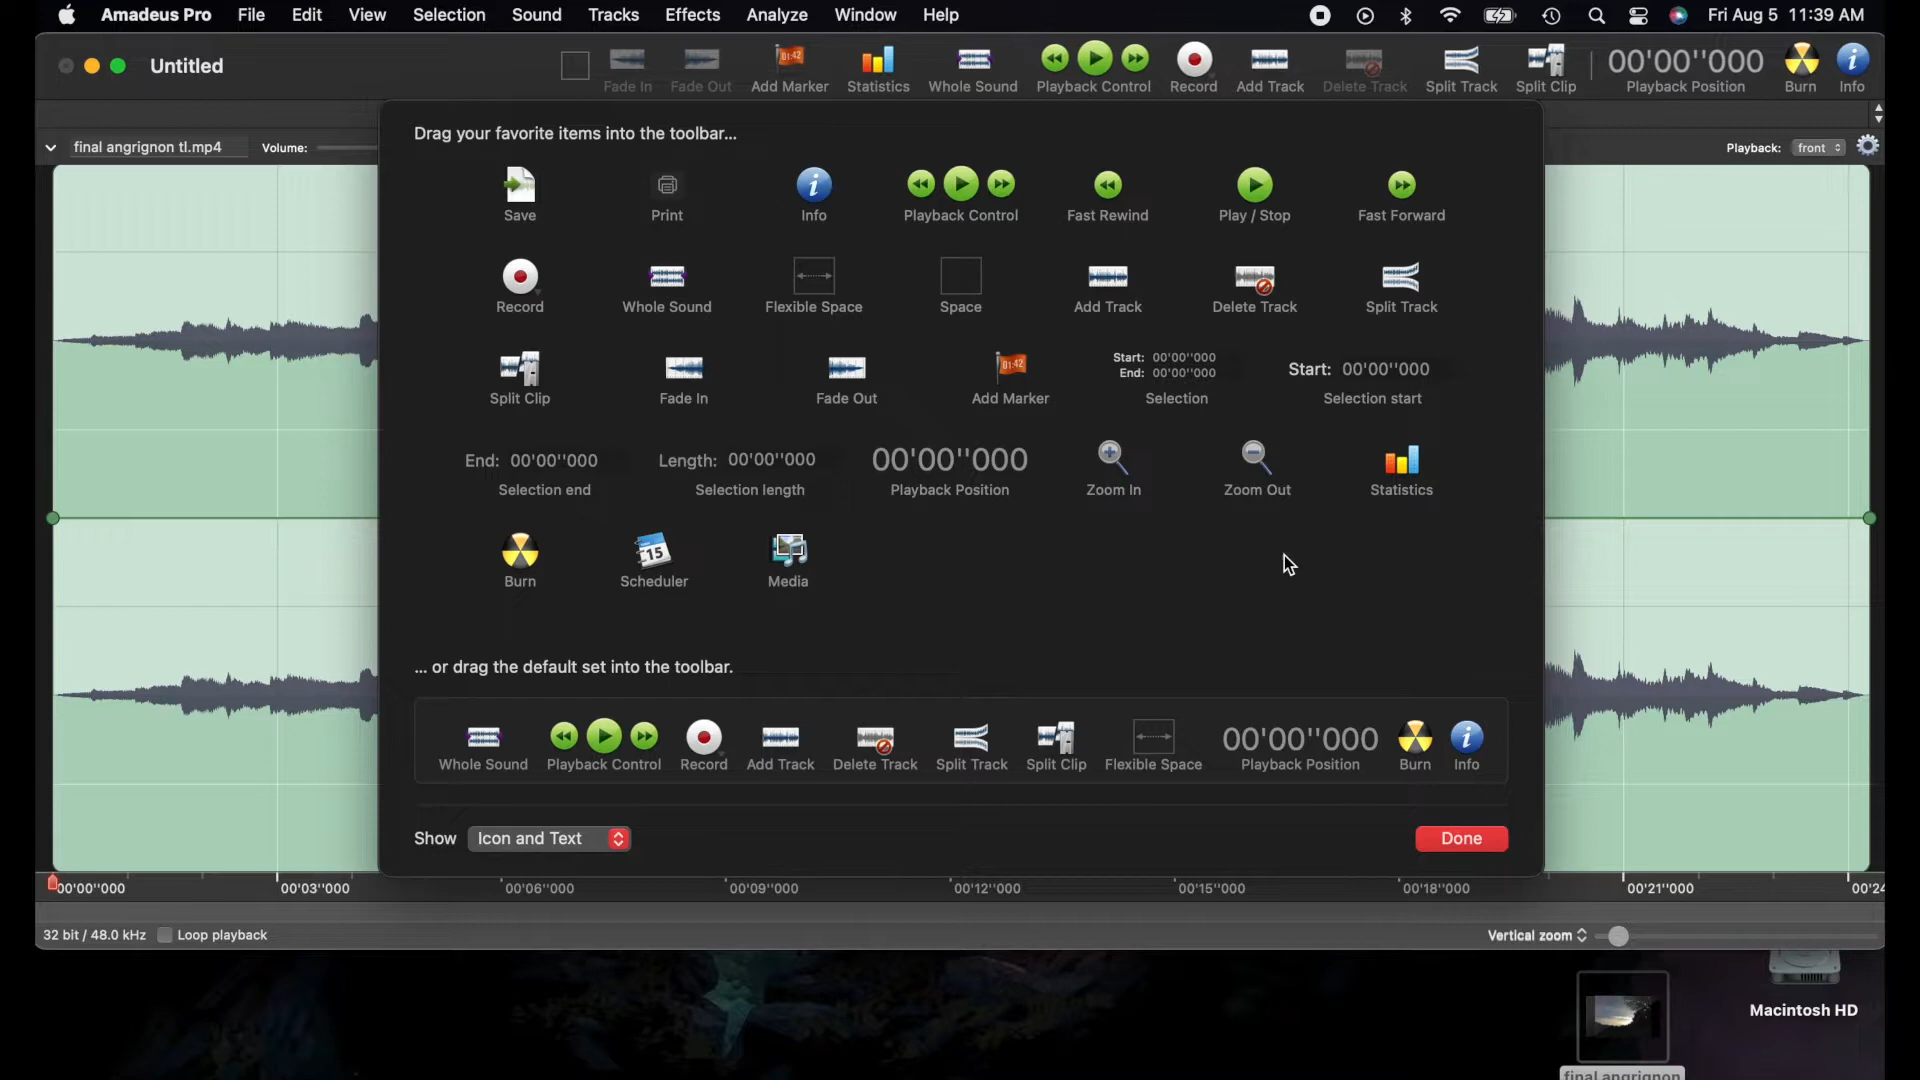 Amadeus Pro File Edit View Selection Sound Tracks Effects Analyze Window Help Fri Aug 5 11:39 AM
Untitled
01:42 00'00''000
Fade In Fade Out Add Marker Statistics Whole Sound Playback Control Record Add Track Delete Track Split Track Split Clip Playback Position Burn Info
Drag your favorite items into the toolbar...
final angrignon tl.mp4 Volume: Playback: front
Save Print Info Playback Control Fast Rewind Play / Stop Fast Forward
Record Whole Sound Flexible Space Space Add Track Delete Track Split Track
01:42 Start: 00'00''000 Start: 00'00''000
End: 00'00''000
Split Clip Fade In Fade Out Add Marker Selection Selection start
End: 00'00''000 Length: 00'00''000 00'00''000
Selection end Selection length Playback Position Zoom In Zoom Out Statistics
15
Burn Scheduler Media
... or drag the default set into the toolbar.
00'00''000
Whole Sound Playback Control Record Add Track Delete Track Split Track Split Clip Flexible Space Playback Position Burn Info
Show Icon and Text Done
00'00''000 00'03''000 00'06''000 00'09''000 00'12''000 00'15''000 00'18''000 00'21''000 00'24
32 bit / 48.0 kHz Loop playback Vertical zoom
Macintosh HD
final angrignon